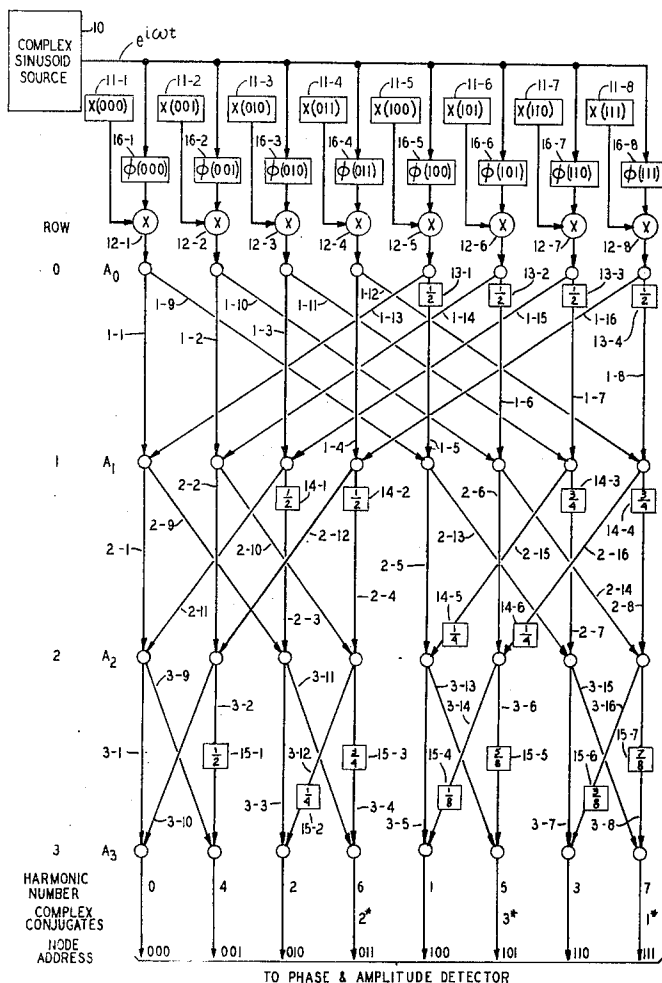 10
COMPLEX
SINUSOID
SOURCE
e^{iωt}
11-1 11-2 11-3 11-4 11-5 11-6 11-7 11-8
X(000) X(001) X(010) X(011) X(100) X(101) X(110) X(111)
16-1 16-2 16-3 16-4 16-5 16-6 16-7 16-8
ϕ(000) ϕ(001) ϕ(010) ϕ(011) ϕ(100) ϕ(101) ϕ(110) ϕ(111)
X X X X X X X X
ROW 12-1 12-2 12-3 12-4 12-5 12-6 12-7 12-8
0 A₀
1-12 13-1 13-2 13-3
1-9 1-10 1-11 1-13 1/2 1-14 1/2 1-15 1/2 1-16 1/2
13-4
1-1 1-2 1-3 1-8
1-6 1-7
1-4 1-5
1 A₁
2-2 14-1 14-2 2-6 14-3
2-9 1/2 1/2 3/4 3/4
14-4
2-12
2-1 2-10 2-5 2-13 2-15 2-16
2-14
2-11 2-3 2-4 14-5 14-6 2-8
1/4 1/4 2-7
2 A₂
3-9 3-11 3-13 3-15
3-2 3-14 3-6 3-16
3-1 1/2 15-1 3-12 3/4 15-3 15-4 5/8 15-5 15-6 15-7 7/8
1/4 1/8 3/8
3-10 3-3 15-2 3-4 3-5 3-7 3-8
3 A₃
HARMONIC
NUMBER 0 4 2 6 1 5 3 7
COMPLEX
CONJUGATES 2* 3* 1*
NODE
ADDRESS 000 001 010 011 100 101 110 111
TO PHASE & AMPLITUDE DETECTOR